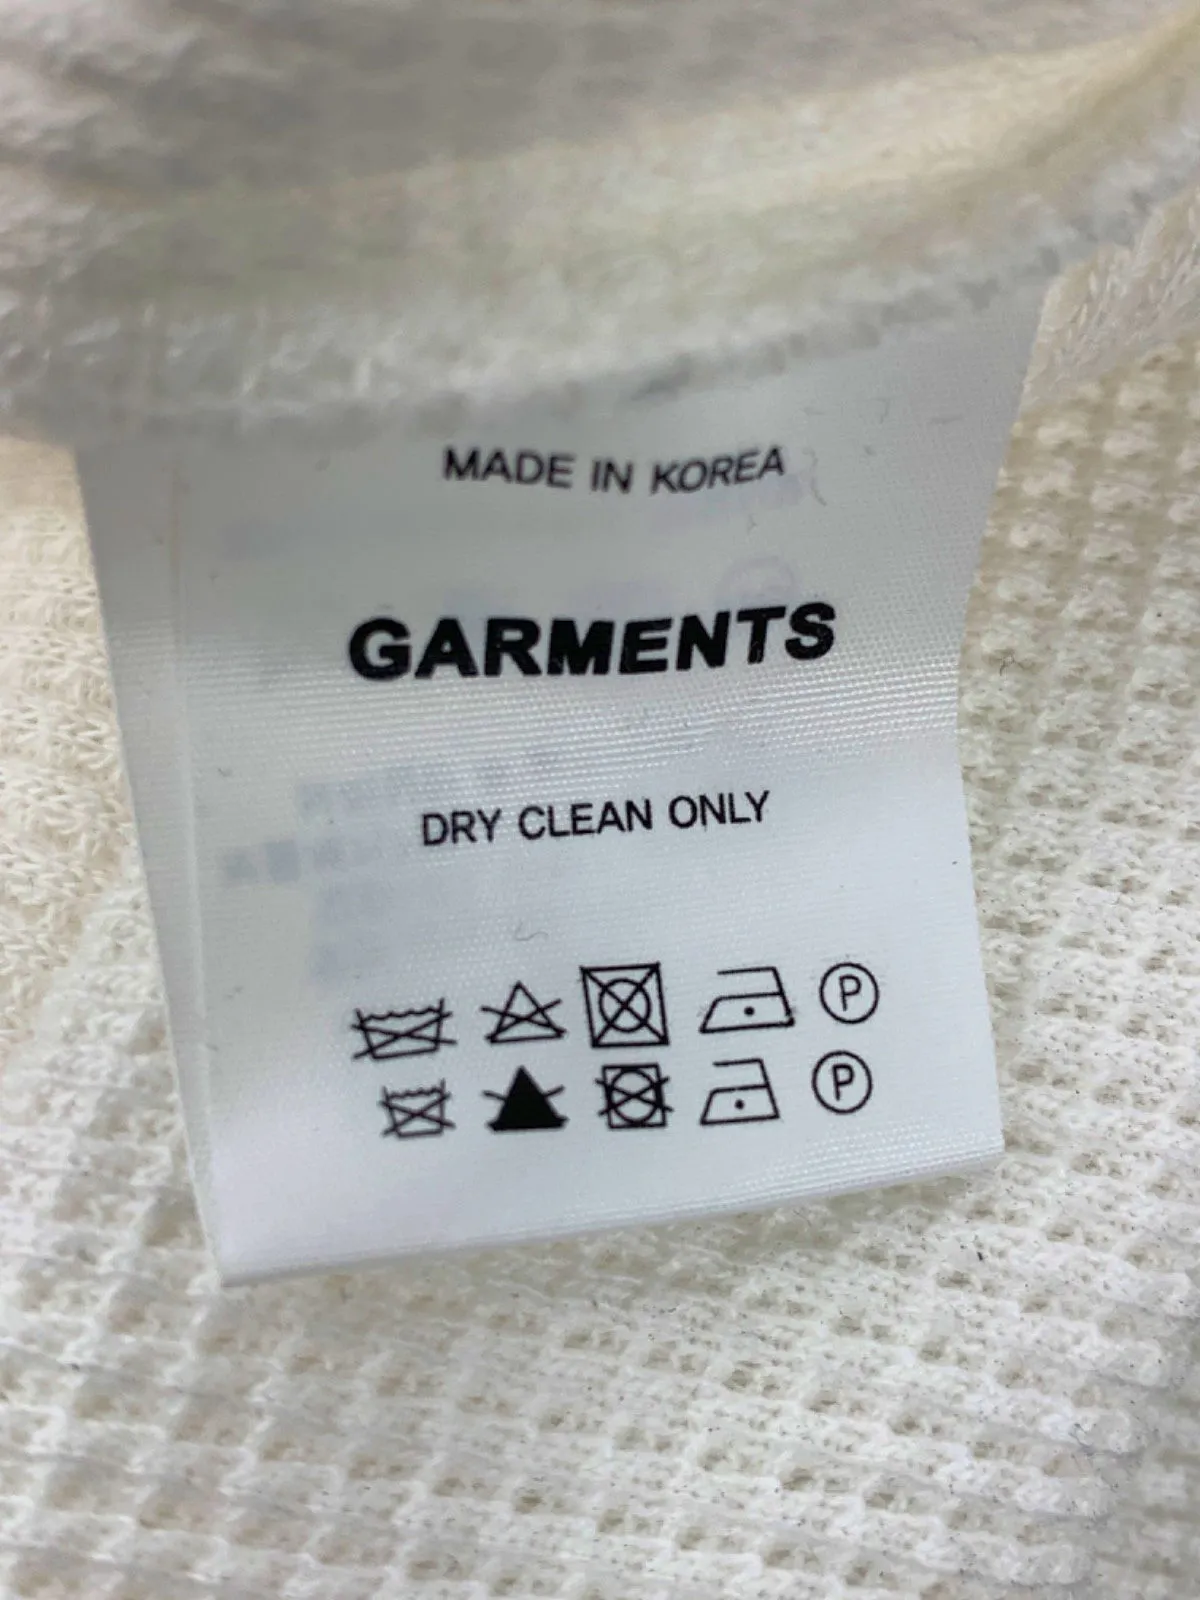 MADE IN KOREA
GARMENTS
DRY CLEAN ONLY
P
P